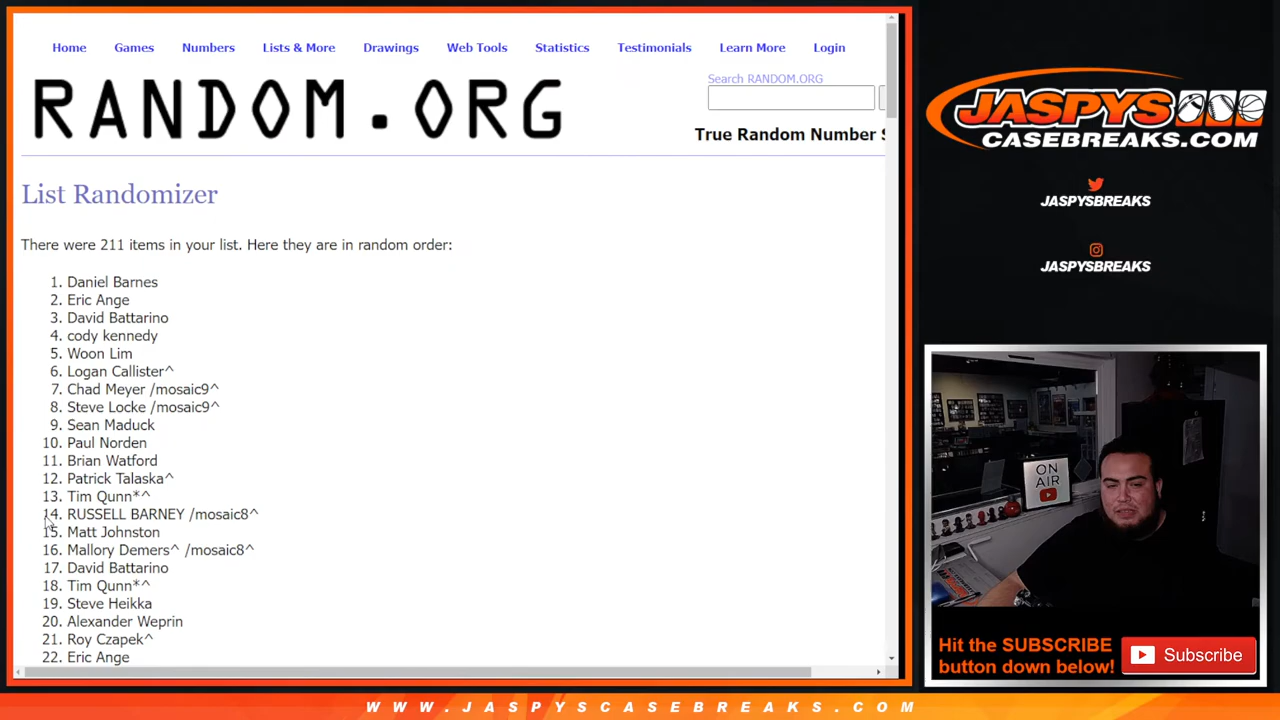 Home Games Numbers Lists & More Drawings Web Tools Statistics Testimonials Learn More Login
RANDOM.ORG
Search RANDOM.ORG
True Random Number S
List Randomizer
There were 211 items in your list. Here they are in random order:
1. Daniel Barnes
2. Eric Ange
3. David Battarino
4. cody kennedy
5. Woon Lim
6. Logan Callister^
7. Chad Meyer /mosaic9^
8. Steve Locke /mosaic9^
9. Sean Maduck
10. Paul Norden
11. Brian Watford
12. Patrick Talaska^
13. Tim Qunn*^
14. RUSSELL BARNEY /mosaic8^
15. Matt Johnston
16. Mallory Demers^ /mosaic8^
17. David Battarino
18. Tim Qunn*^
19. Steve Heikka
20. Alexander Weprin
21. Roy Czapek^
22. Eric Ange
JASPYS
CASEBREAKS.COM
JASPYSBREAKS
JASPYSBREAKS
ON
AIR
Hit the SUBSCRIBE
button down below!
Subscribe
WWW.JASPYSCASEBREAKS.COM